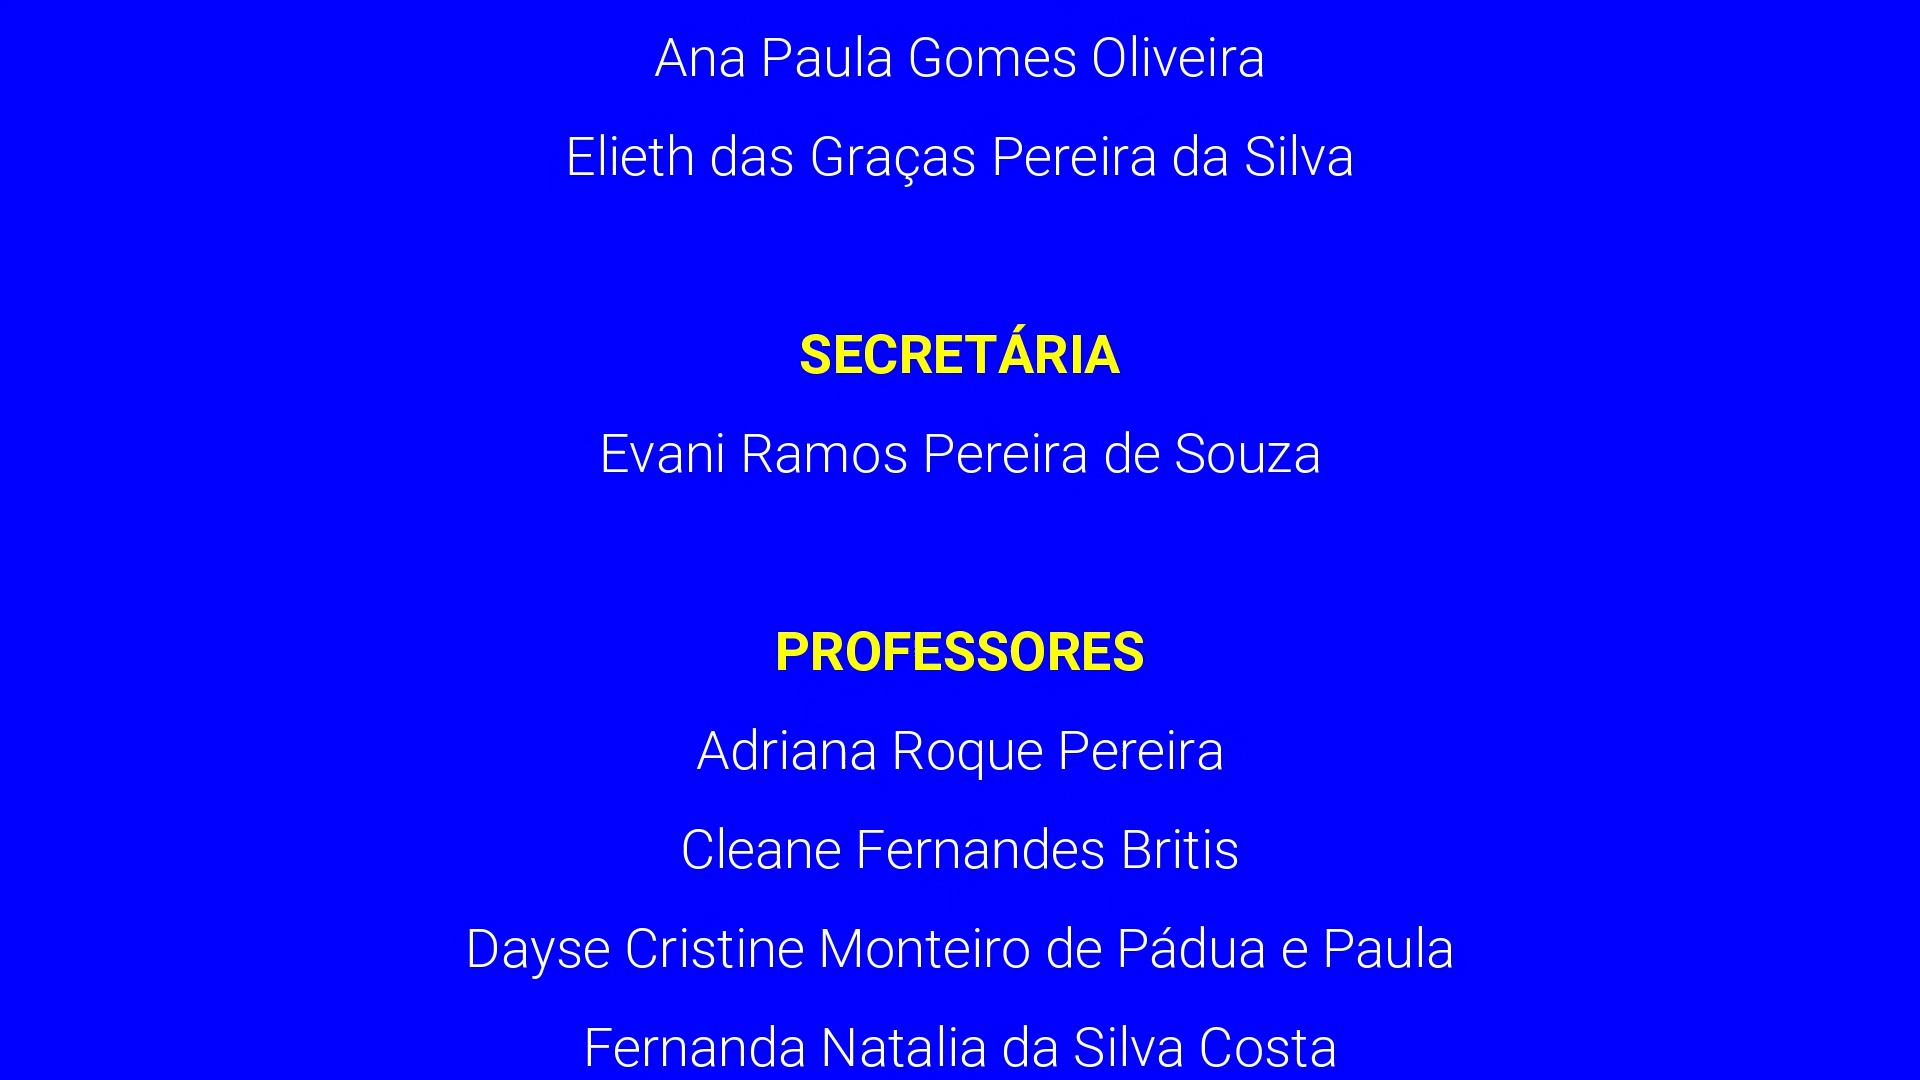 Ana Paula Gomes Oliveira
Elieth das Graças Pereira da Silva
SECRETÁRIA
Evani Ramos Pereira de Souza
PROFESSORES
Adriana Roque Pereira
Cleane Fernandes Britis
Dayse Cristine Monteiro de Pádua e Paula
Fernanda Natalia da Silva Costa